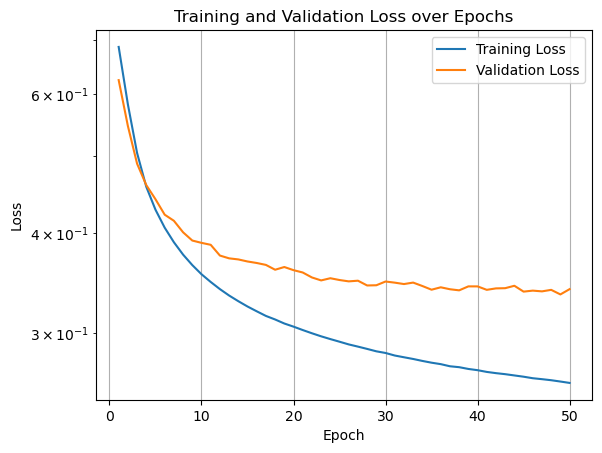 Training and Validation Loss over Epochs
Training Loss
Validation Loss
6 × 10⁻¹
4 × 10⁻¹
3 × 10⁻¹
Loss
0 10 20 30 40 50
Epoch